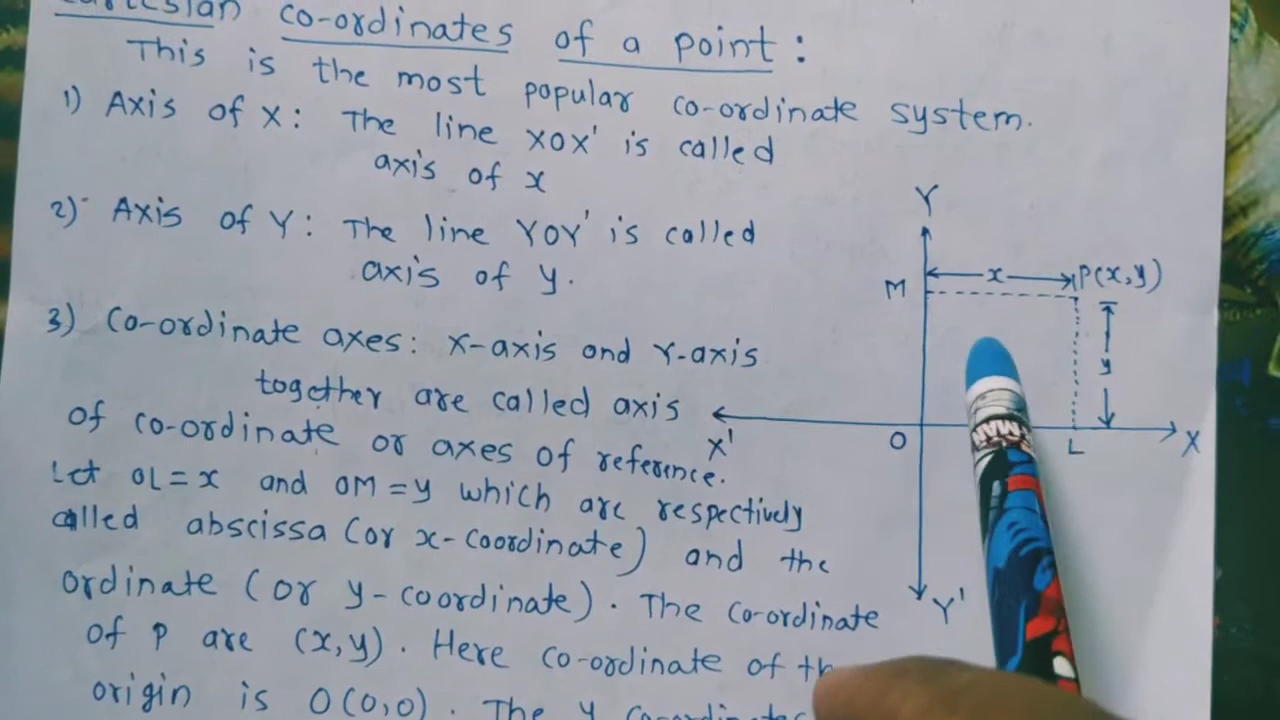 Cartesian co-ordinates of a point:
This is the most popular co-ordinate system.
1) Axis of X: The line XOX' is called
axis of x
2) Axis of Y: The line YOY' is called
axis of y.
3) Co-ordinate axes: X-axis and Y-axis
together are called axis
of co-ordinate or axes of reference.
Let OL=x and OM=y which are respectively
called abscissa (or x-coordinate) and the
ordinate (or y-coordinate). The co-ordinate
of P are (x,y). Here co-ordinate of
origin is O(0,0). The y
Y
M
x
P(x,y)
y
X'
O
L
X
Y'